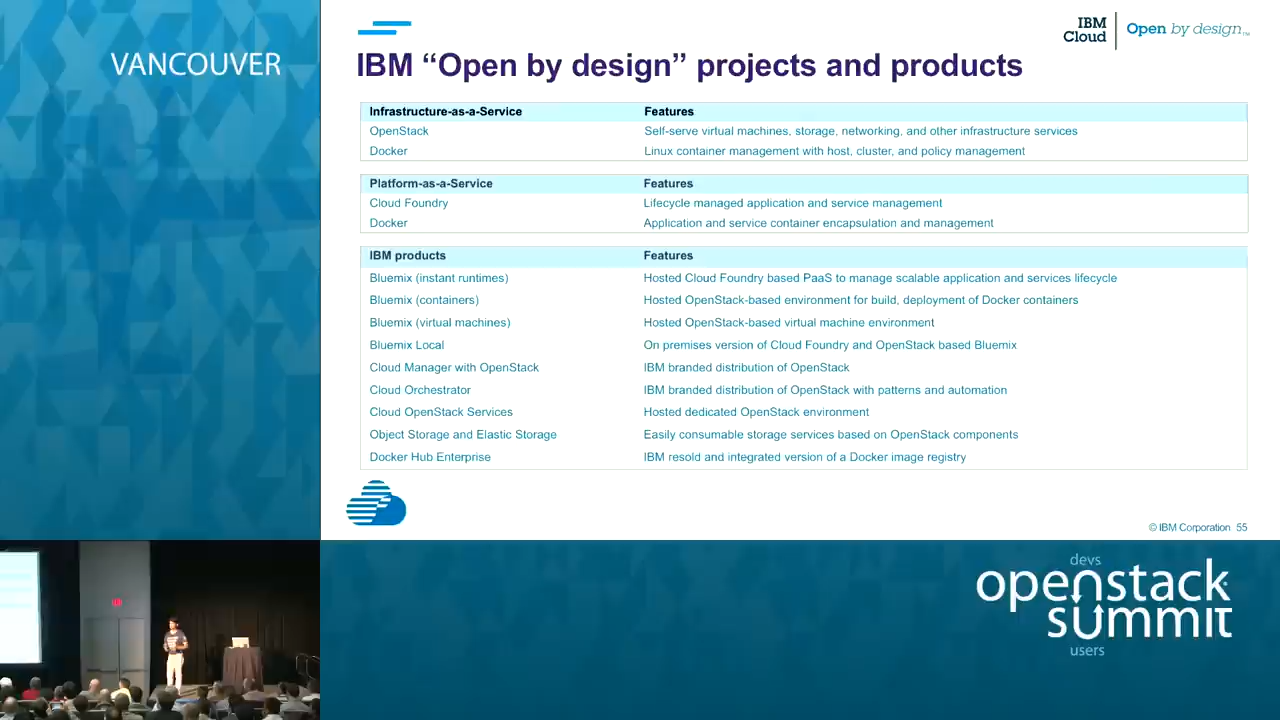 VANCOUVER
IBM Cloud
Open by design™
IBM “Open by design” projects and products
Infrastructure-as-a-Service Features
OpenStack Self-serve virtual machines, storage, networking, and other infrastructure services
Docker Linux container management with host, cluster, and policy management
Platform-as-a-Service Features
Cloud Foundry Lifecycle managed application and service management
Docker Application and service container encapsulation and management
IBM products Features
Bluemix (instant runtimes) Hosted Cloud Foundry based PaaS to manage scalable application and services lifecycle
Bluemix (containers) Hosted OpenStack-based environment for build, deployment of Docker containers
Bluemix (virtual machines) Hosted OpenStack-based virtual machine environment
Bluemix Local On premises version of Cloud Foundry and OpenStack based Bluemix
Cloud Manager with OpenStack IBM branded distribution of OpenStack
Cloud Orchestrator IBM branded distribution of OpenStack with patterns and automation
Cloud OpenStack Services Hosted dedicated OpenStack environment
Object Storage and Elastic Storage Easily consumable storage services based on OpenStack components
Docker Hub Enterprise IBM resold and integrated version of a Docker image registry
© IBM Corporation 55
devs
openstack
summit
users